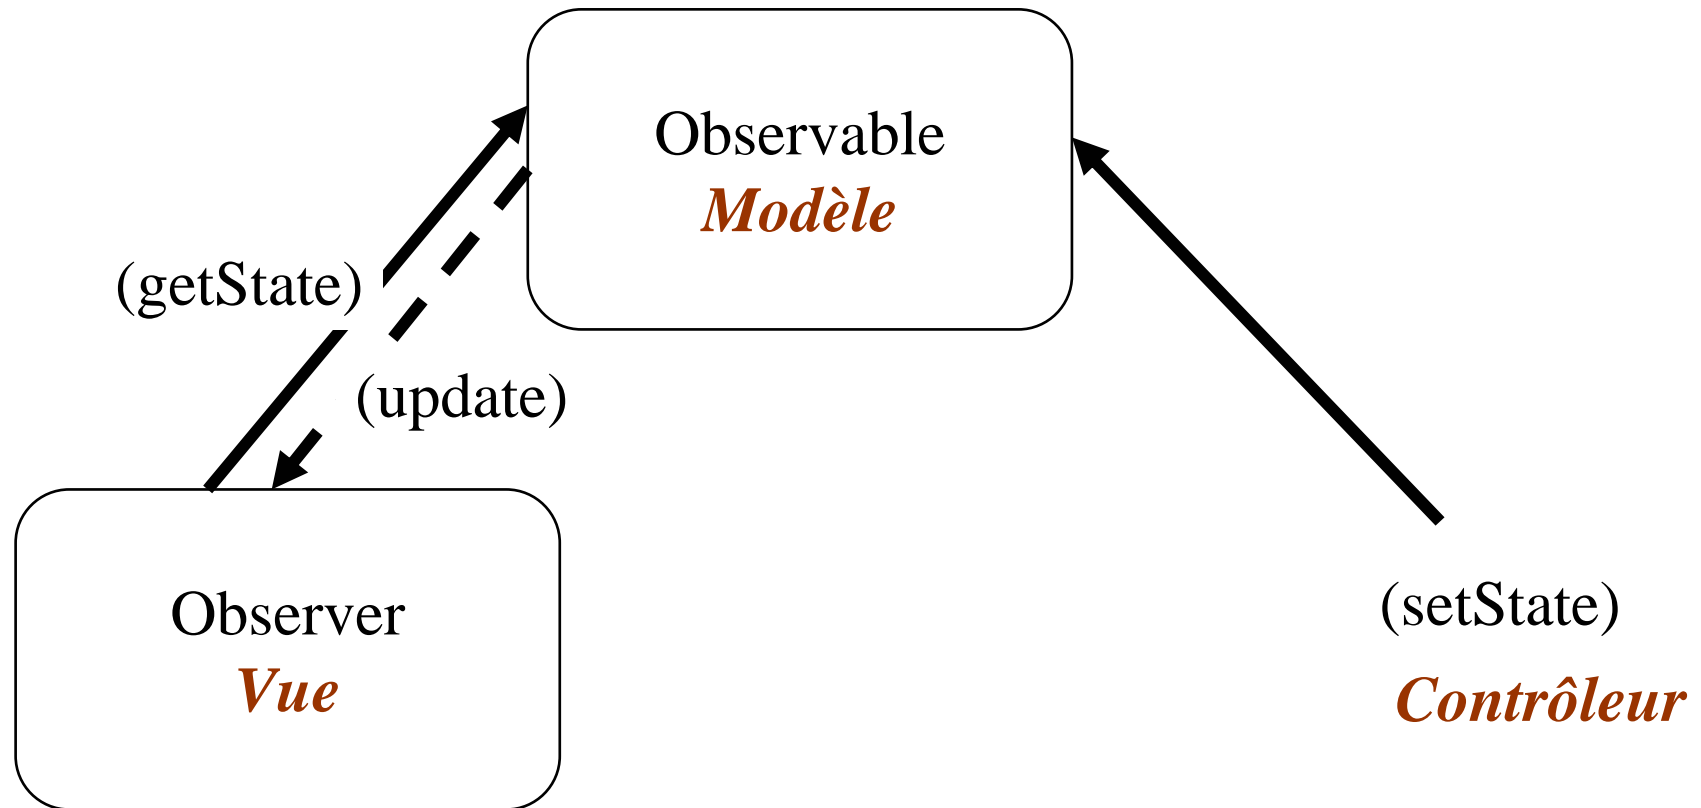 Observable
Modèle
(getState)
(update)
Observer
Vue
(setState)
Contrôleur